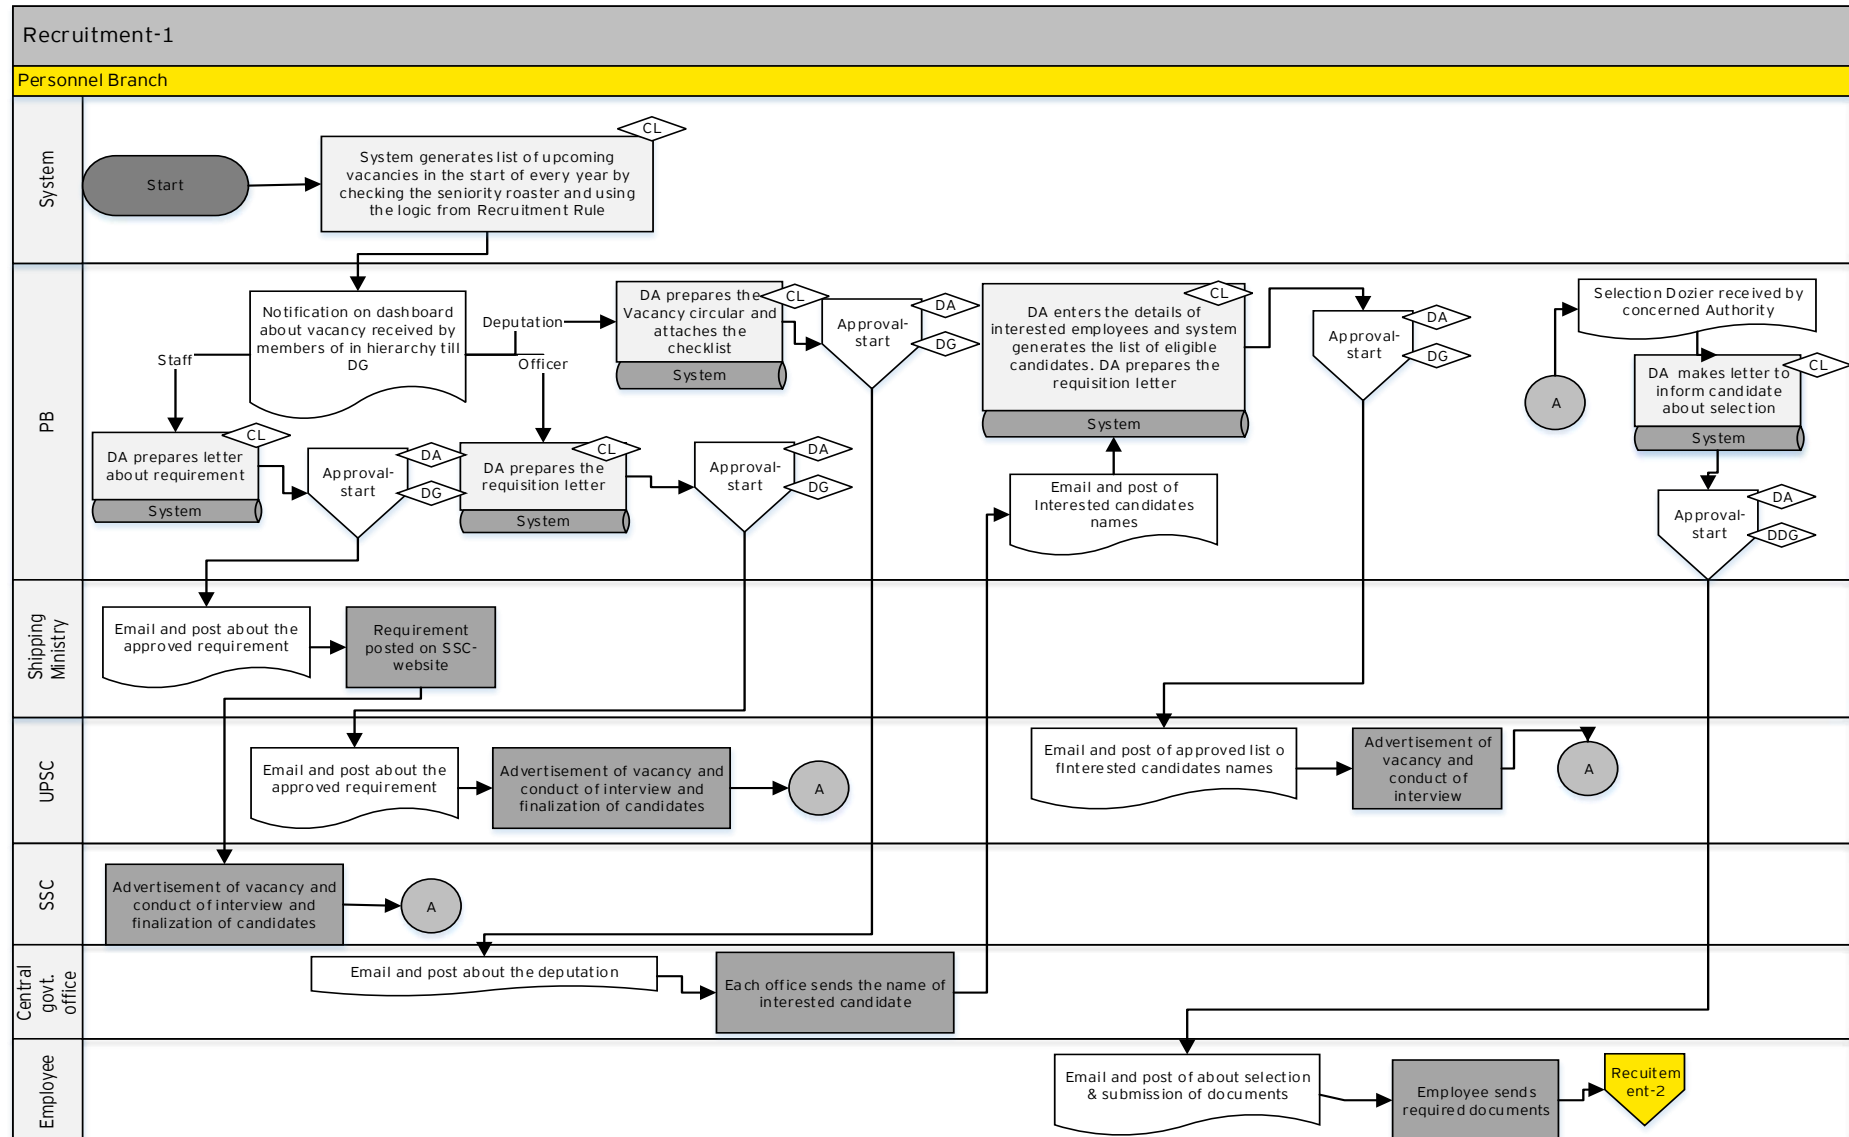 Recruitment-1
Personnel Branch
System
Start
CL
System generates list of upcoming
vacancies in the start of every year by
checking the seniority roaster and using
the logic from Recruitment Rule
PB
Notification on dashboard
about vacancy received by
members of in hierarchy till
DG
Staff
Deputation
Officer
DA prepares the
Vacancy circular and
attaches the
checklist
System
CL
Approval-
start
DA
DG
DA prepares letter
about requirement
System
CL
Approval-
start
DA
DG
DA prepares the
requisition letter
System
CL
Approval-
start
DA
DG
DA enters the details of
interested employees and system
generates the list of eligible
candidates. DA prepares the
requisition letter
System
CL
Approval-
start
DA
DG
Email and post of
Interested candidates
names
A
Selection Dozier received by
concerned Authority
DA makes letter to
inform candidate
about selection
System
CL
Approval-
start
DA
DDG
Shipping
Ministry
Email and post about the
approved requirement
Requirement
posted on SSC-
website
UPSC
Email and post about the
approved requirement
Advertisement of vacancy and
conduct of interview and
finalization of candidates
A
Email and post of approved list o
fInterested candidates names
Advertisement of
vacancy and
conduct of
interview
A
SSC
Advertisement of vacancy and
conduct of interview and
finalization of candidates
A
Central
govt.
office
Email and post about the deputation
Each office sends the name of
interested candidate
Employee
Email and post of about selection
& submission of documents
Employee sends
required documents
Recuitem
ent-2